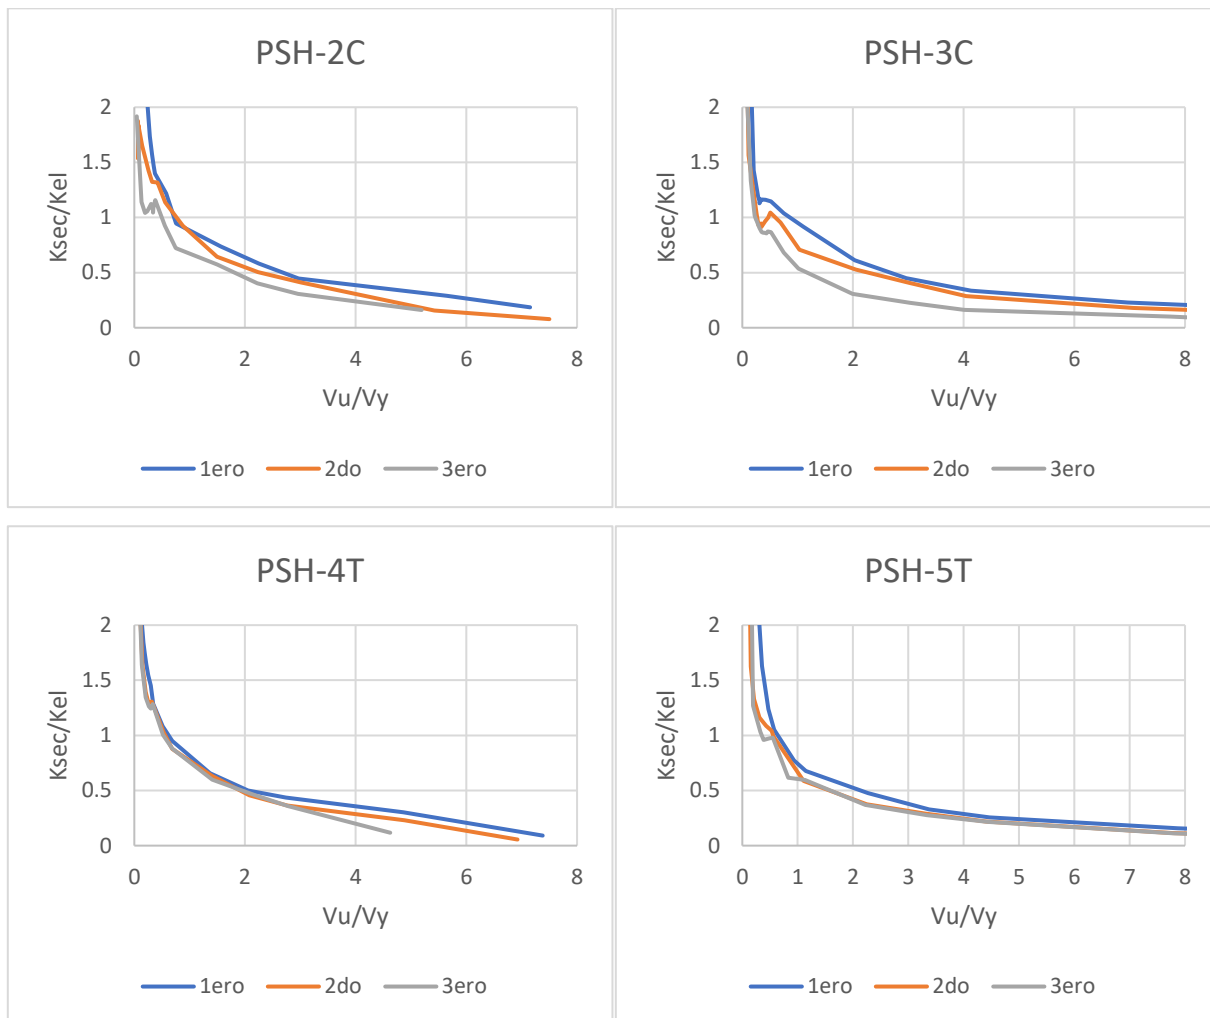 PSH-2C
2
1.5
1
0.5
0
Ksec/Kel
0 2 4 6 8
Vu/Vy
1ero 2do 3ero
PSH-3C
2
1.5
1
0.5
0
Ksec/Kel
0 2 4 6 8
Vu/Vy
1ero 2do 3ero
PSH-4T
2
1.5
1
0.5
0
Ksec/Kel
0 2 4 6 8
Vu/Vy
1ero 2do 3ero
PSH-5T
2
1.5
1
0.5
0
Ksec/Kel
0 1 2 3 4 5 6 7 8
Vu/Vy
1ero 2do 3ero